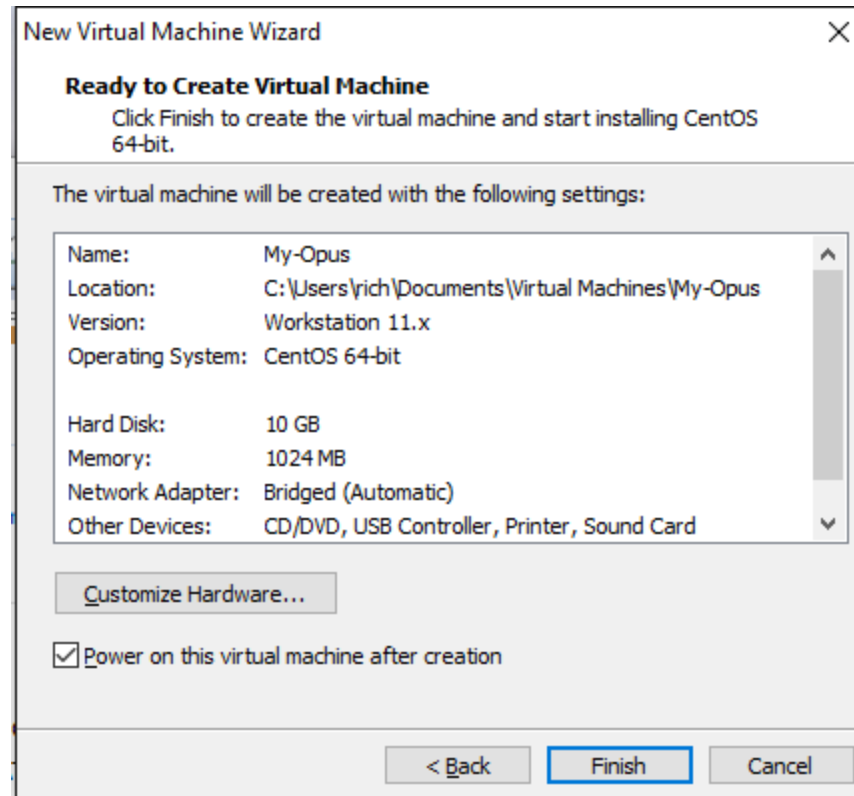 New Virtual Machine Wizard
Ready to Create Virtual Machine
Click Finish to create the virtual machine and start installing CentOS
64-bit.
The virtual machine will be created with the following settings:
Name: My-Opus
Location: C:\Users\rich\Documents\Virtual Machines\My-Opus
Version: Workstation 11.x
Operating System: CentOS 64-bit
Hard Disk: 10 GB
Memory: 1024 MB
Network Adapter: Bridged (Automatic)
Other Devices: CD/DVD, USB Controller, Printer, Sound Card
Customize Hardware...
Power on this virtual machine after creation
< Back Finish Cancel